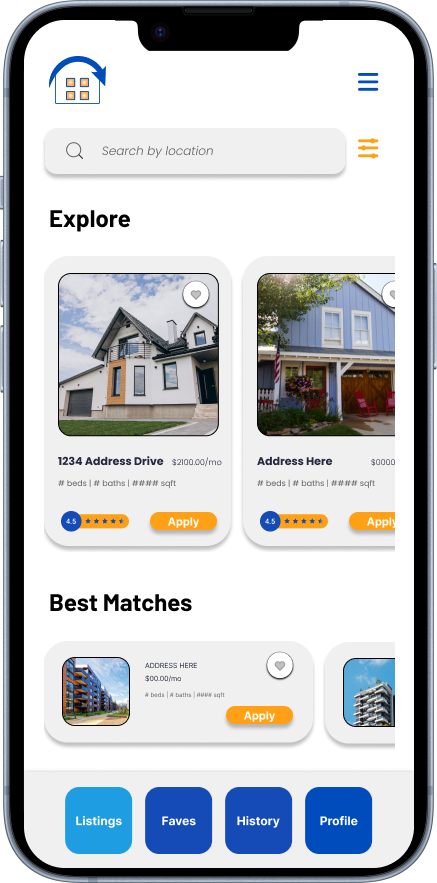 Search by location
Explore
1234 Address Drive $2100.00/mo
# beds | # baths | #### sqft
4.5
Apply
Address Here $0000
# beds | # baths | #### sqft
4.5
Apply
Best Matches
ADDRESS HERE
$00.00/mo
# beds | # baths | #### sqft
Apply
Listings
Faves
History
Profile